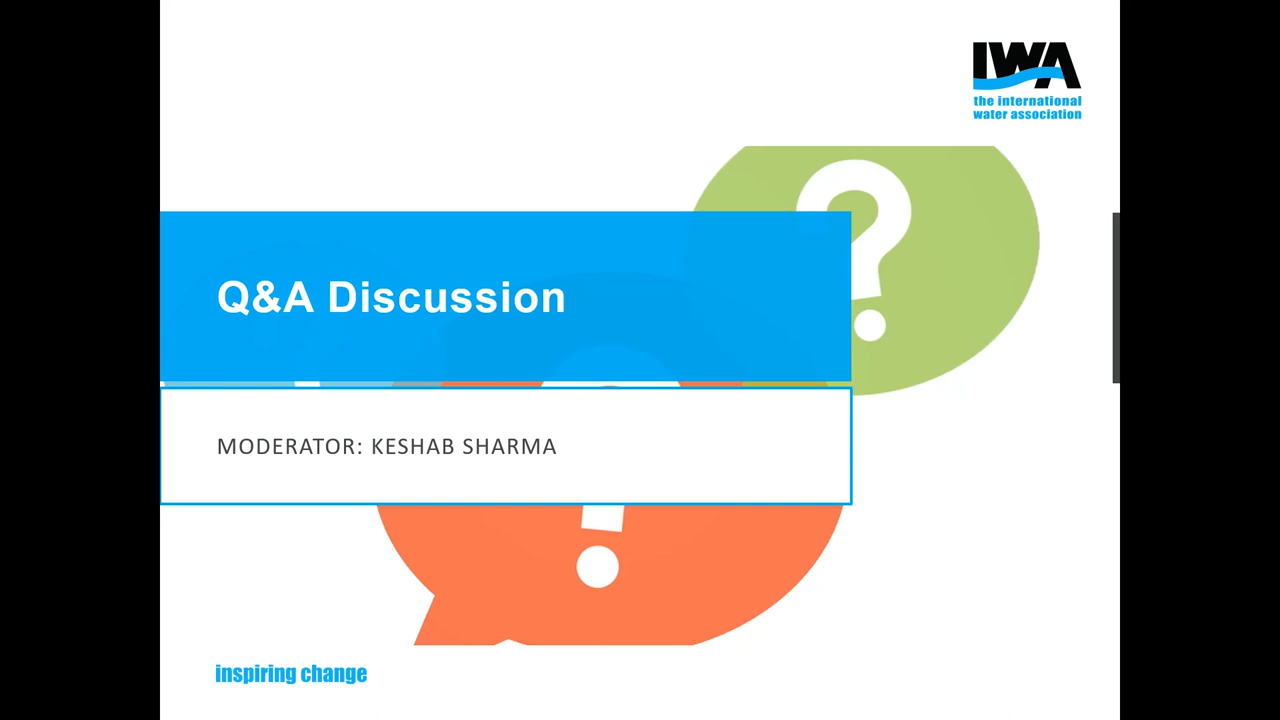 IWA
the international
water association
Q&A Discussion
MODERATOR: KESHAB SHARMA
inspiring change